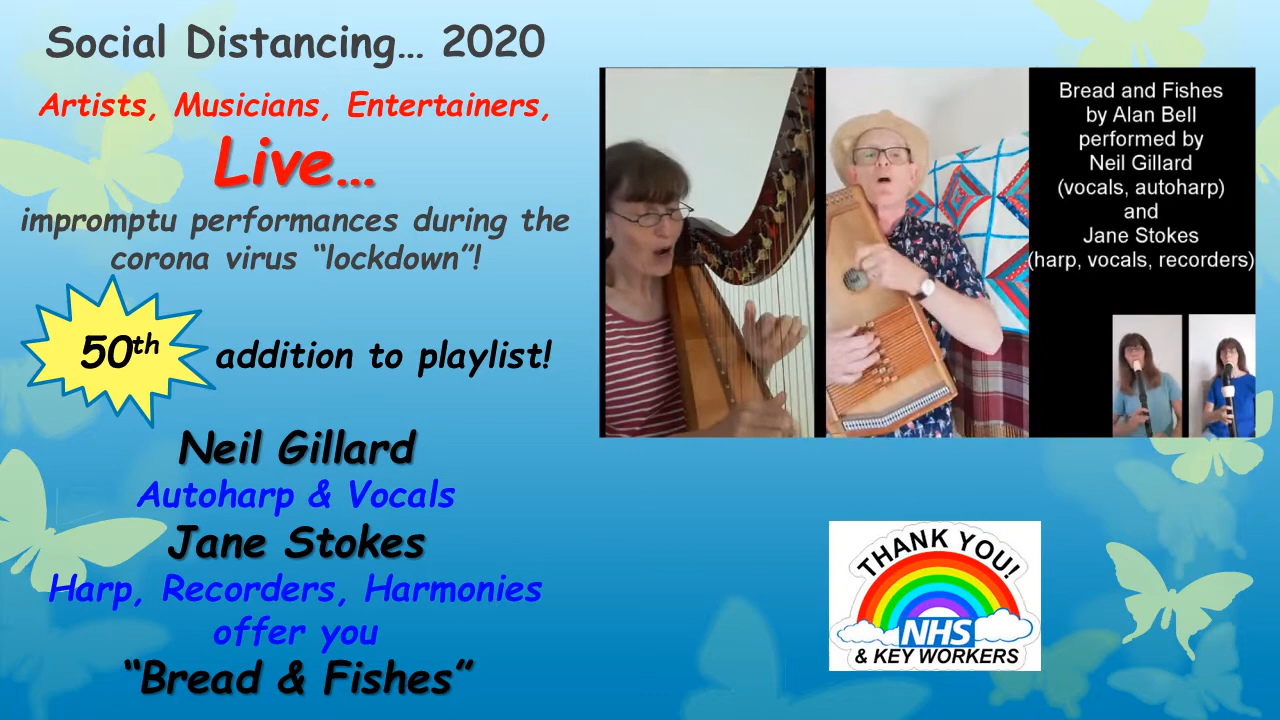 Social Distancing... 2020
Artists, Musicians, Entertainers,
Live...
impromptu performances during the
corona virus “lockdown”!
50th
addition to playlist!
Neil Gillard
Autoharp & Vocals
Jane Stokes
Harp, Recorders, Harmonies
offer you
“Bread & Fishes”
Bread and Fishes
by Alan Bell
performed by
Neil Gillard
(vocals, autoharp)
and
Jane Stokes
(harp, vocals, recorders)
THANK YOU!
NHS
& KEY WORKERS